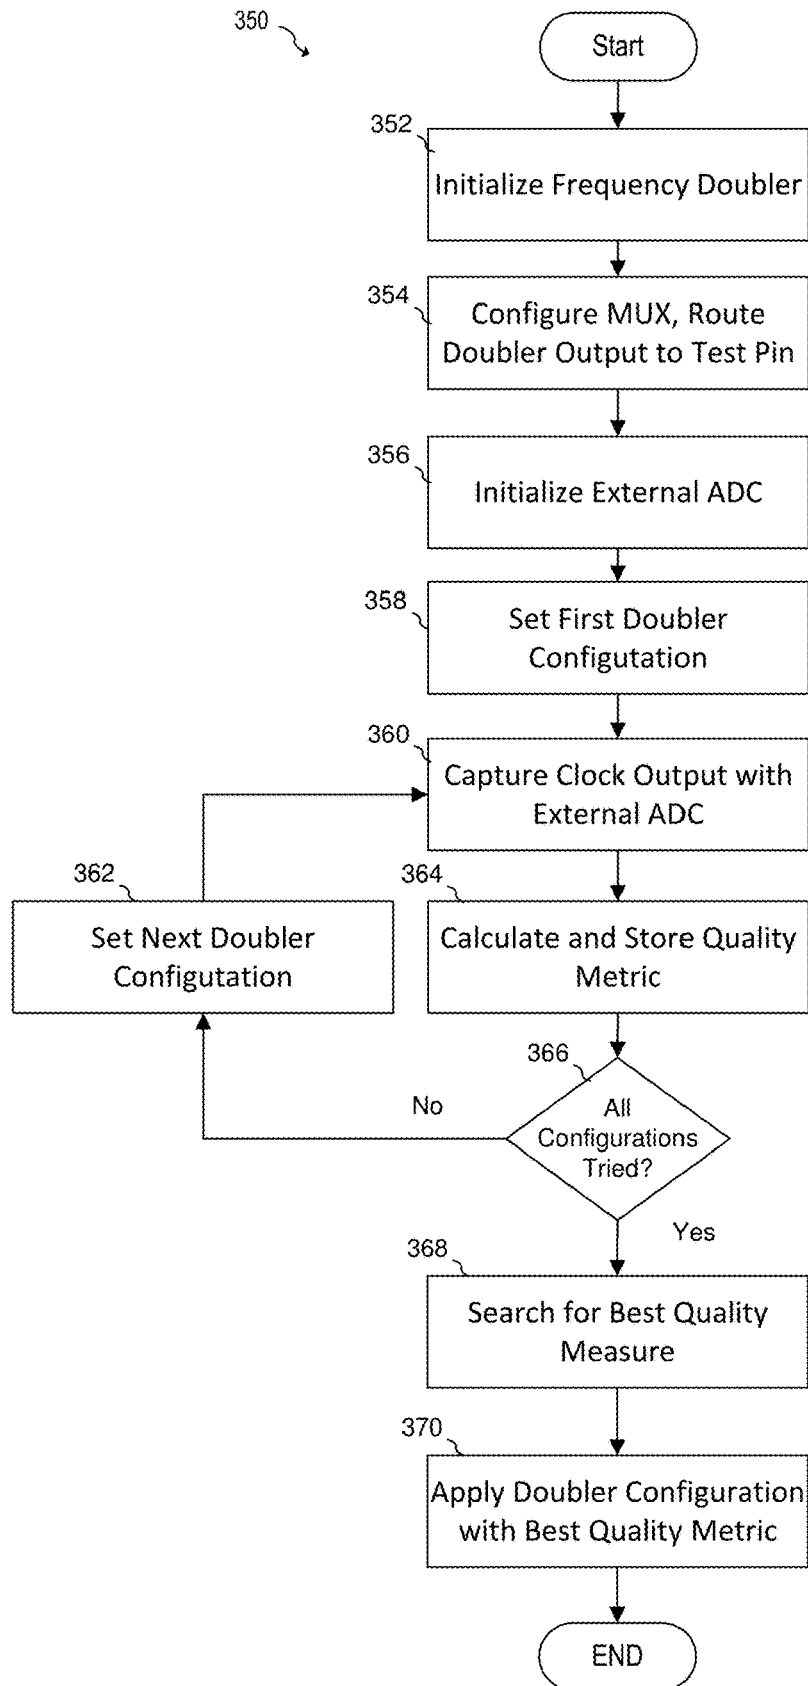 350
Start
352
Initialize Frequency Doubler
354
Configure MUX, Route
Doubler Output to Test Pin
356
Initialize External ADC
358
Set First Doubler
Configutation
360
Capture Clock Output with
External ADC
362
Set Next Doubler
Configutation
364
Calculate and Store Quality
Metric
366
All
Configurations
Tried?
No
Yes
368
Search for Best Quality
Measure
370
Apply Doubler Configuration
with Best Quality Metric
END